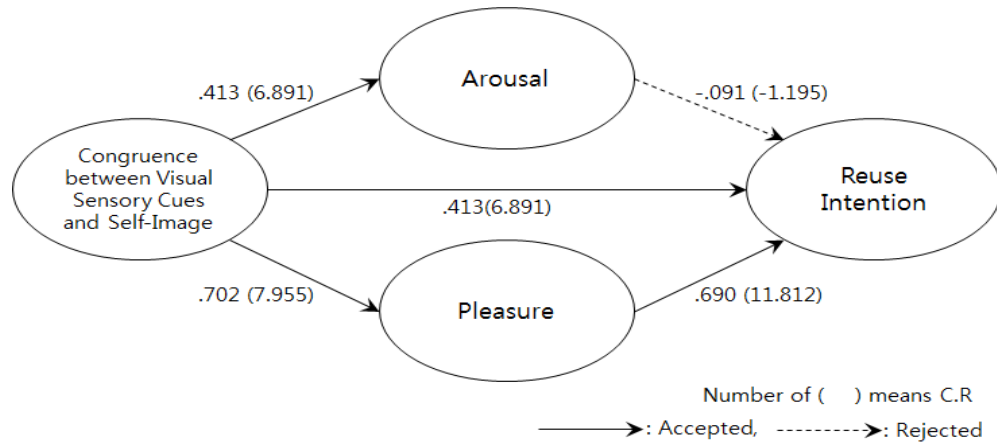 Arousal
.413 (6.891)
-.091 (-1.195)
Congruence
between Visual
Sensory Cues
and Self-Image
Reuse
Intention
.413(6.891)
.702 (7.955)
Pleasure
.690 (11.812)
Number of ( ) means C.R
: Accepted, : Rejected